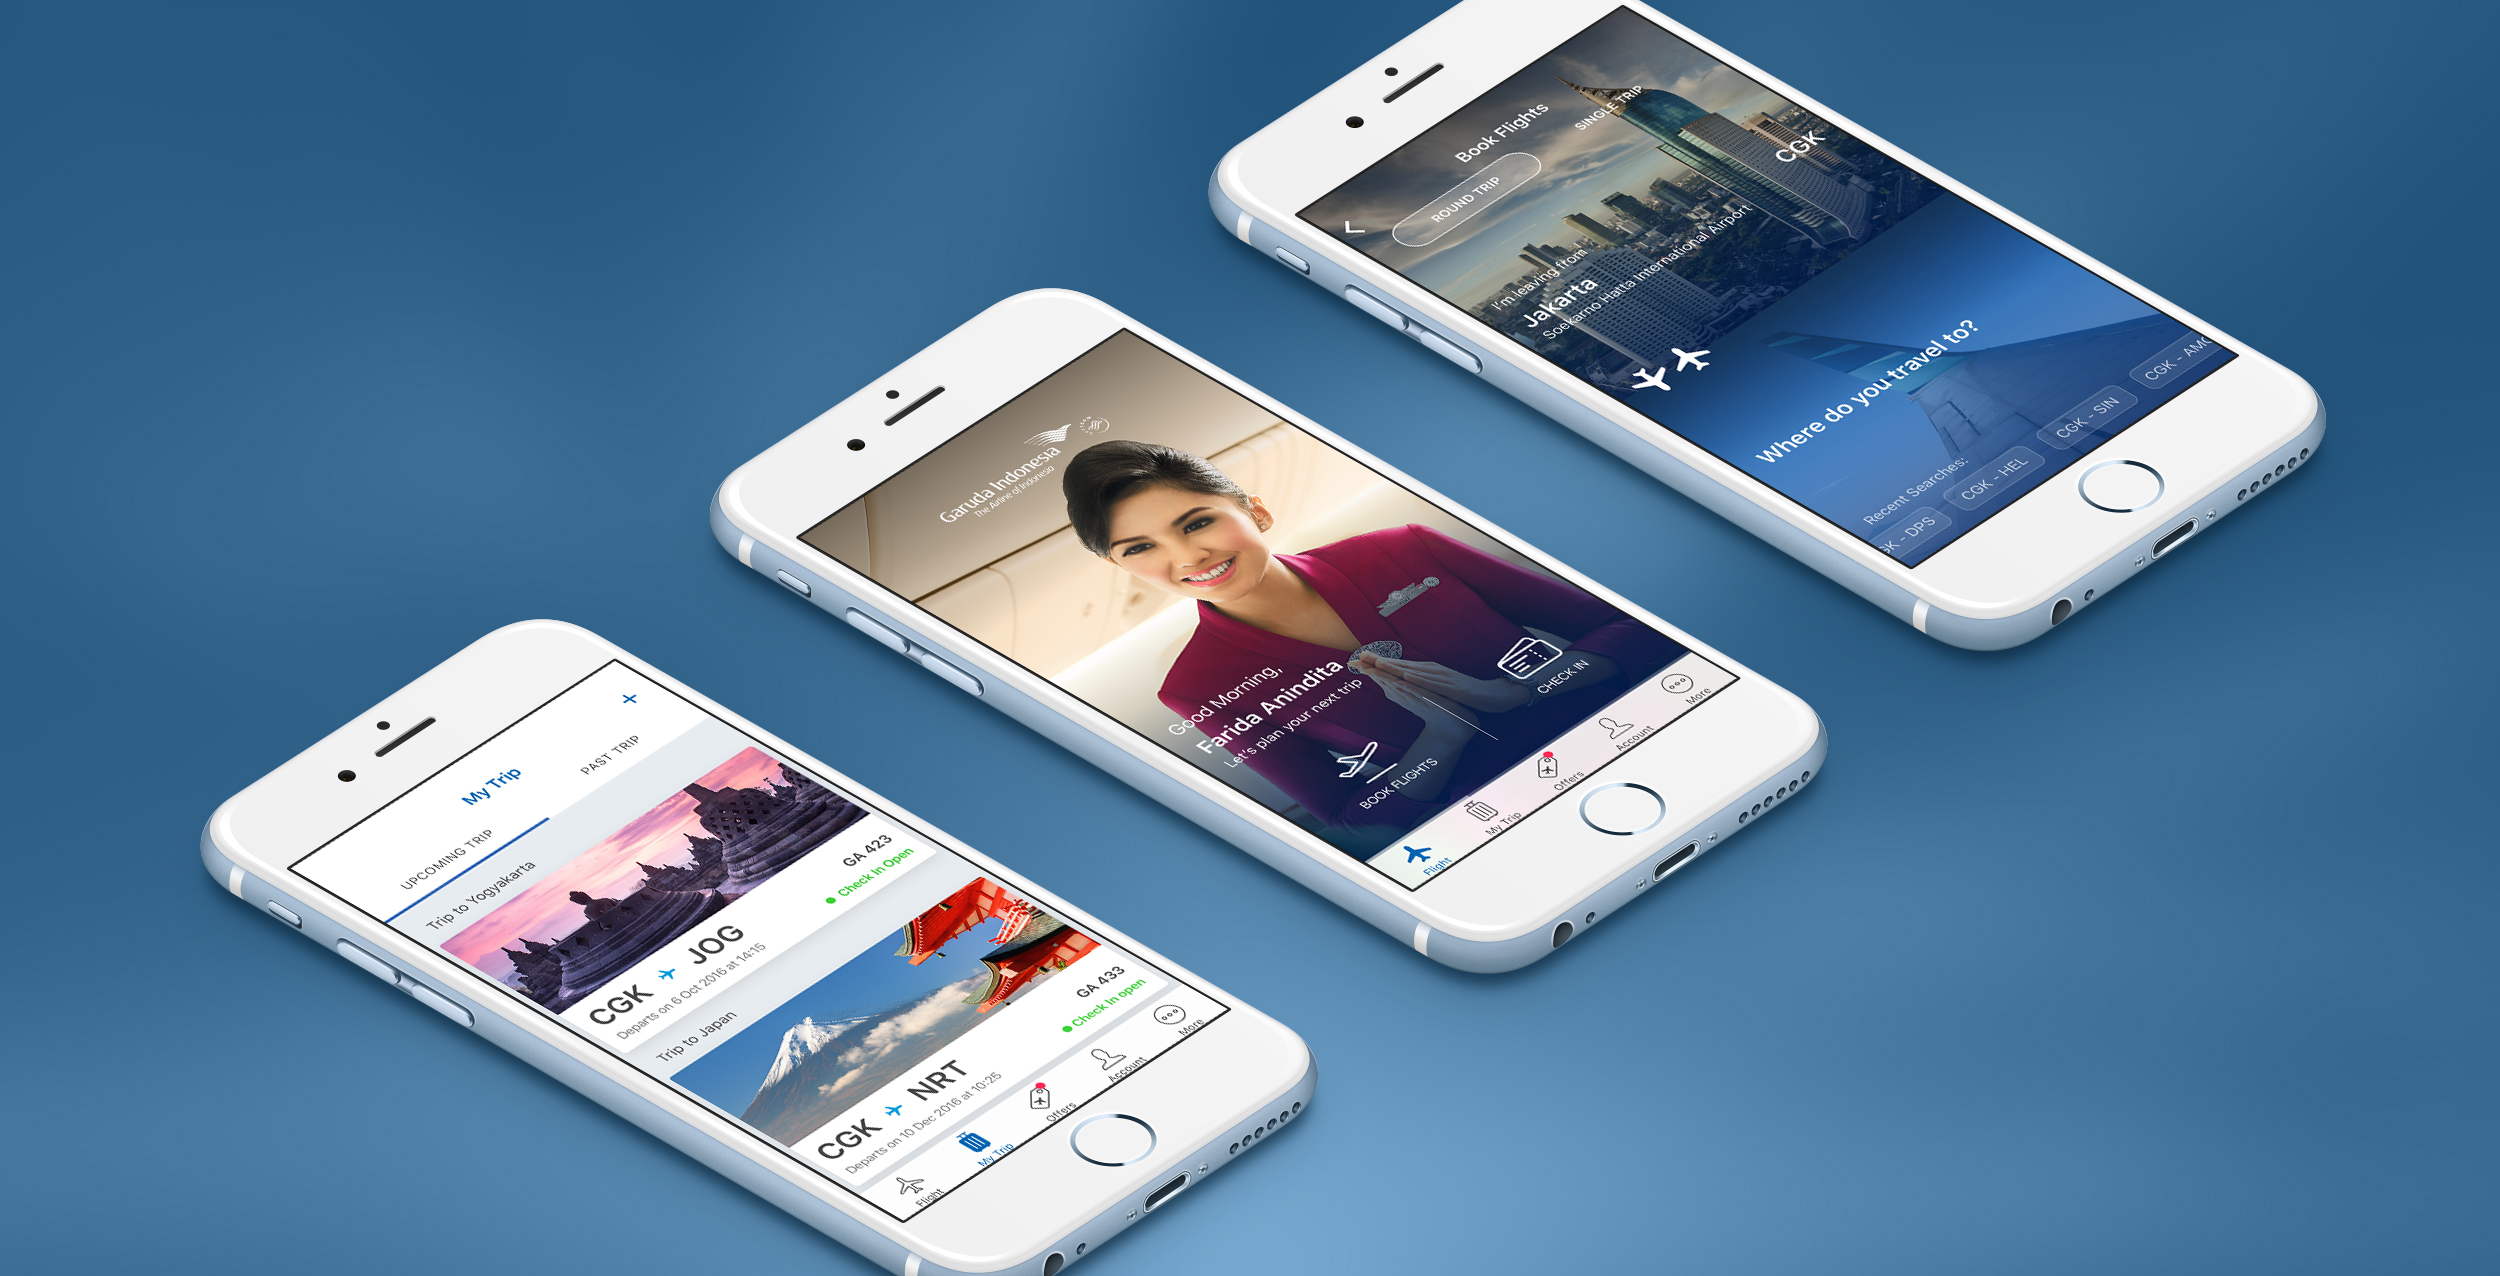 My Trip
UPCOMING TRIP
PAST TRIP
Trip to Yogyakarta
CGK JOG
GA 423
Departs on 6 Oct 2016 at 14:15
Check In Open
Trip to Japan
CGK NRT
GA 433
Departs on 10 Dec 2016 at 10:25
Check In open
Flight
My Trip
Offers
Account
More
Garuda Indonesia
The Airline of Indonesia
Good Morning,
Farida Anindita
Let's plan your next trip
BOOK FLIGHTS
CHECK IN
Flight
My Trip
Offers
Account
More
Book Flights
ROUND TRIP
SINGLE TRIP
I'm leaving from
Jakarta
CGK
Soekarno Hatta International Airport
Where do you travel to?
Recent Searches:
GK - DPS
CGK - HEL
CGK - SIN
CGK - AMS